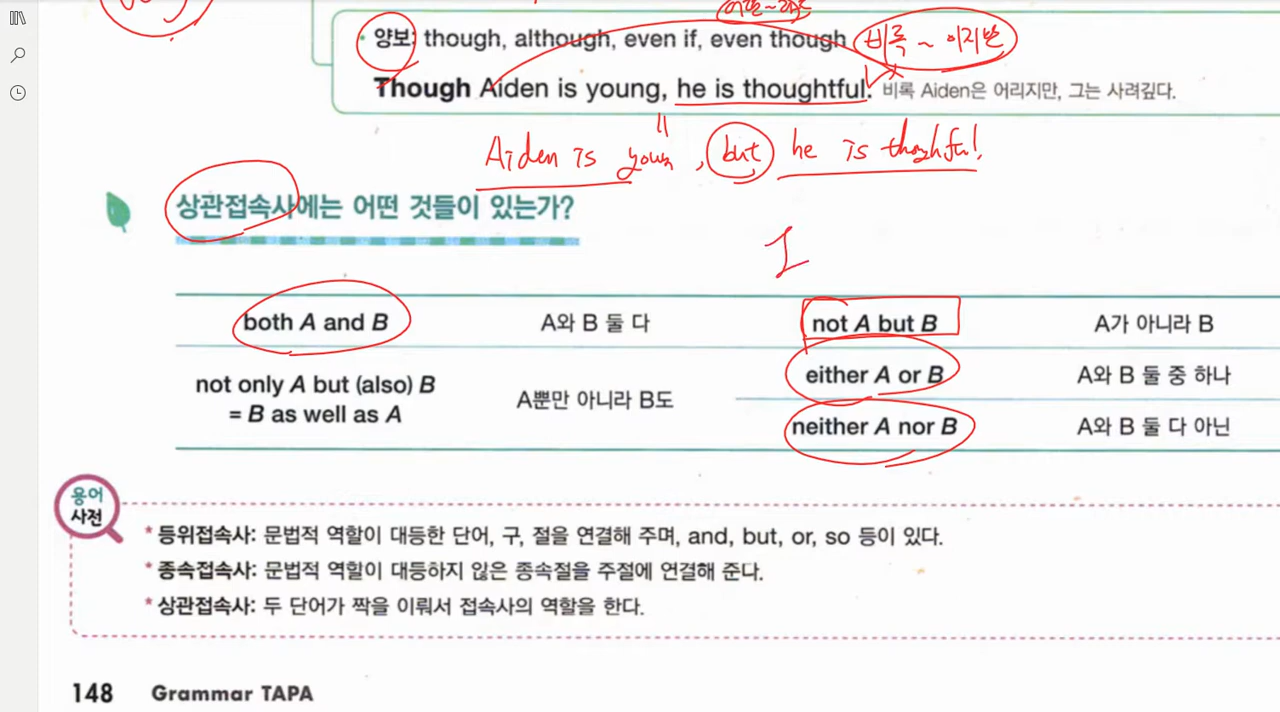 양보: though, although, even if, even though 비록 ~ 이지만
Though Aiden is young, he is thoughtful. 비록 Aiden은 어리지만, 그는 사려깊다.
Aiden is , but he is
상관접속사에는 어떤 것들이 있는가?
both A and B A와 B 둘 다 not A but B A가 아니라 B
not only A but (also) B
= B as well as A
A뿐만 아니라 B도
either A or B A와 B 둘 중 하나
neither A nor B A와 B 둘 다 아닌
용어
사전
* 등위접속사: 문법적 역할이 대등한 단어, 구, 절을 연결해 주며, and, but, or, so 등이 있다.
* 종속접속사: 문법적 역할이 대등하지 않은 종속절을 주절에 연결해 준다.
* 상관접속사: 두 단어가 짝을 이뤄서 접속사의 역할을 한다.
148 Grammar TAPA